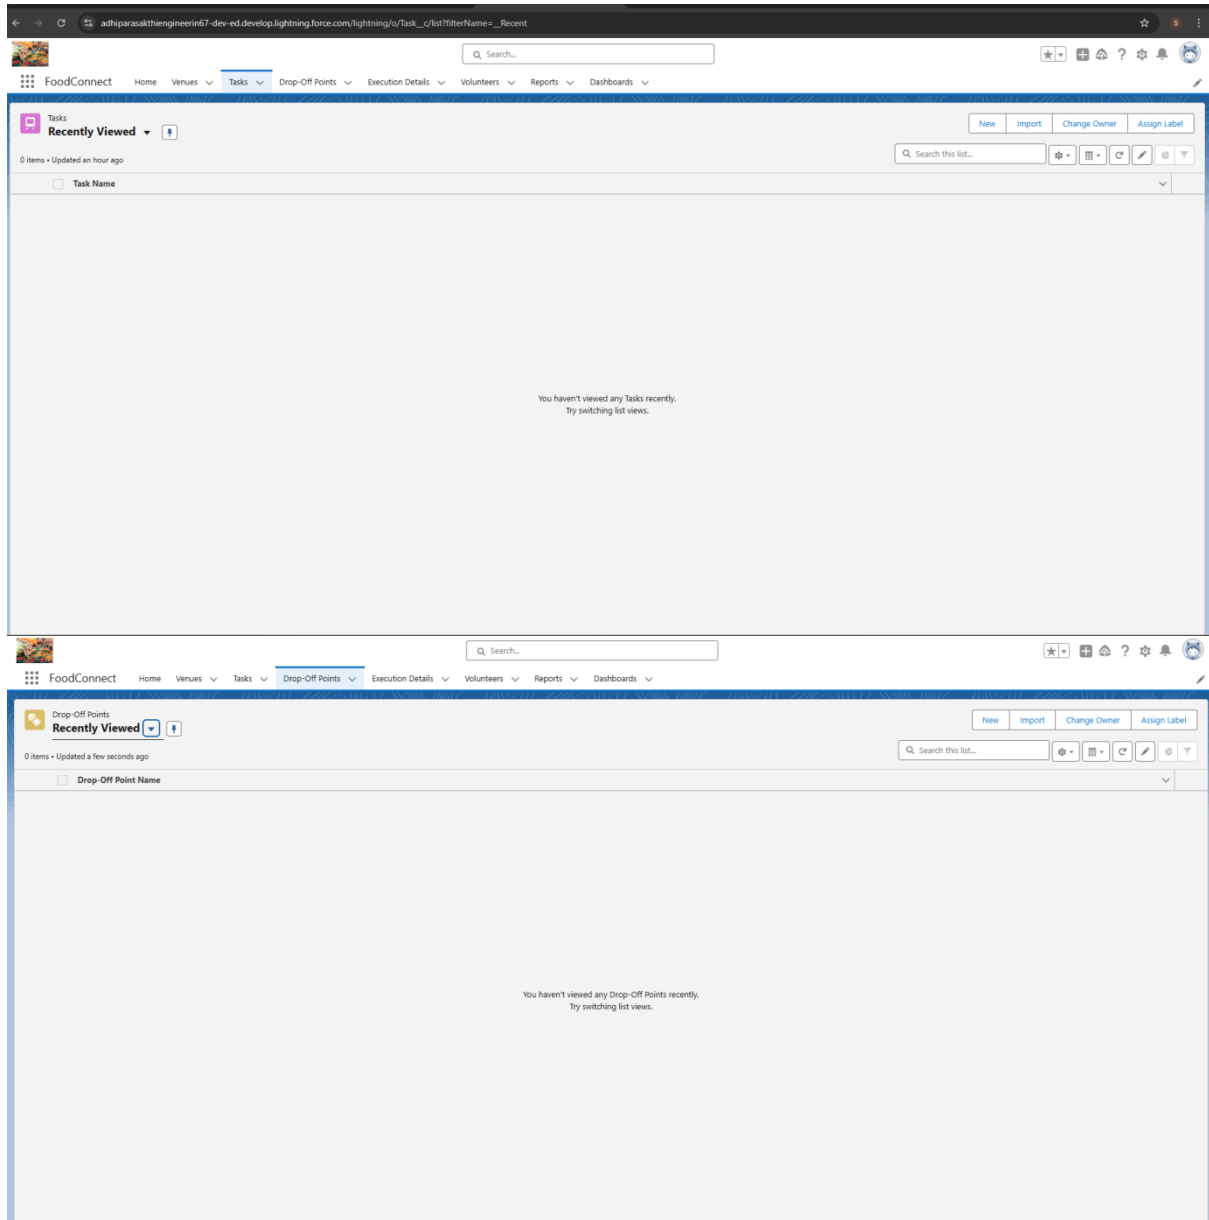 adhiparasakthiengineerin67-dev-ed.develop.lightning.force.com/lightning/o/Task__c/list?filterName=__Recent
S
Search...
FoodConnect Home Venues Tasks Drop-Off Points Execution Details Volunteers Reports Dashboards
Tasks
Recently Viewed
New Import Change Owner Assign Label
0 items • Updated an hour ago
Search this list...
Task Name
You haven't viewed any Tasks recently.
Try switching list views.
Search...
FoodConnect Home Venues Tasks Drop-Off Points Execution Details Volunteers Reports Dashboards
Drop-Off Points
Recently Viewed
New Import Change Owner Assign Label
0 items • Updated a few seconds ago
Search this list...
Drop-Off Point Name
You haven't viewed any Drop-Off Points recently.
Try switching list views.